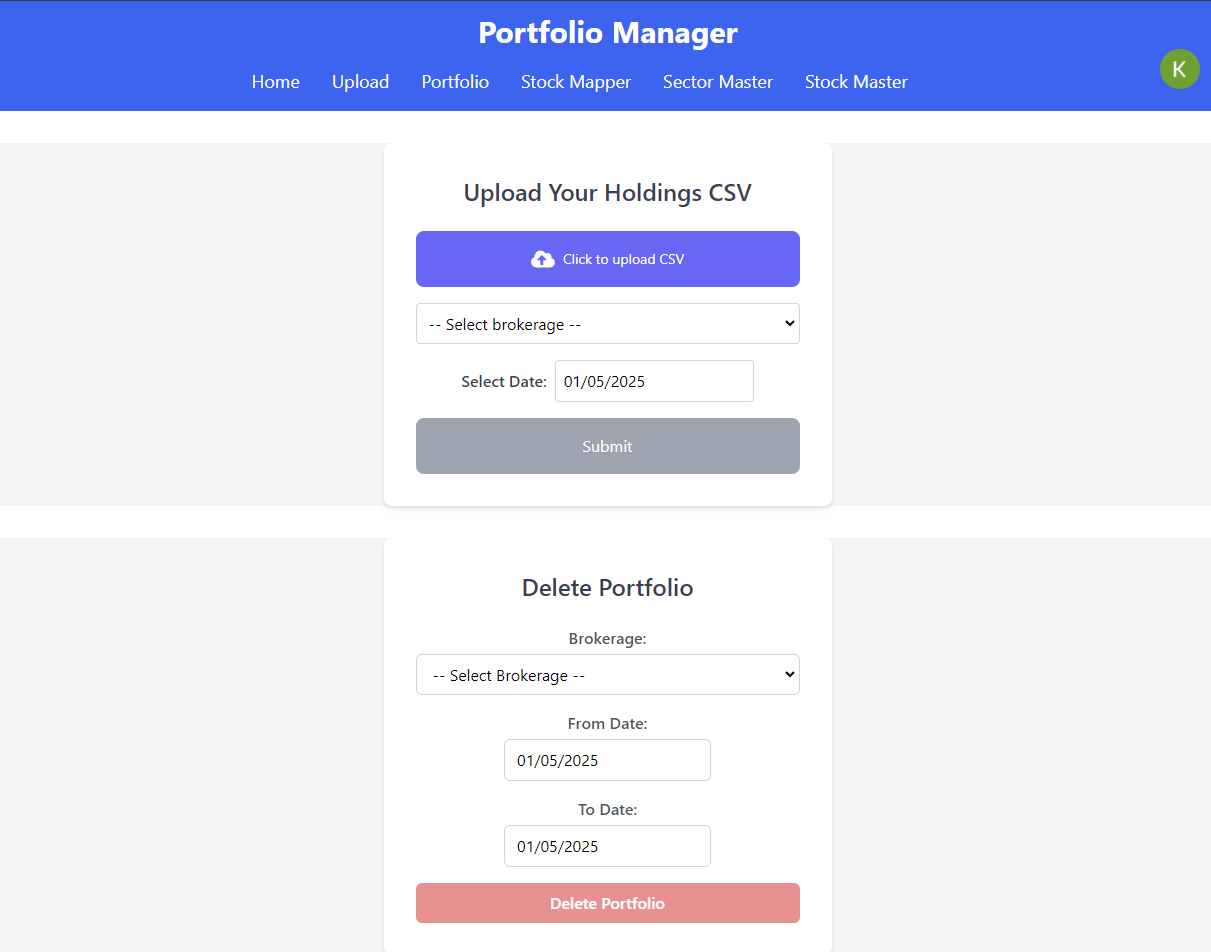 Portfolio Manager
Home Upload Portfolio Stock Mapper Sector Master Stock Master
K
Upload Your Holdings CSV
Click to upload CSV
-- Select brokerage --
Select Date: 01/05/2025
Submit
Delete Portfolio
Brokerage:
-- Select Brokerage --
From Date:
01/05/2025
To Date:
01/05/2025
Delete Portfolio